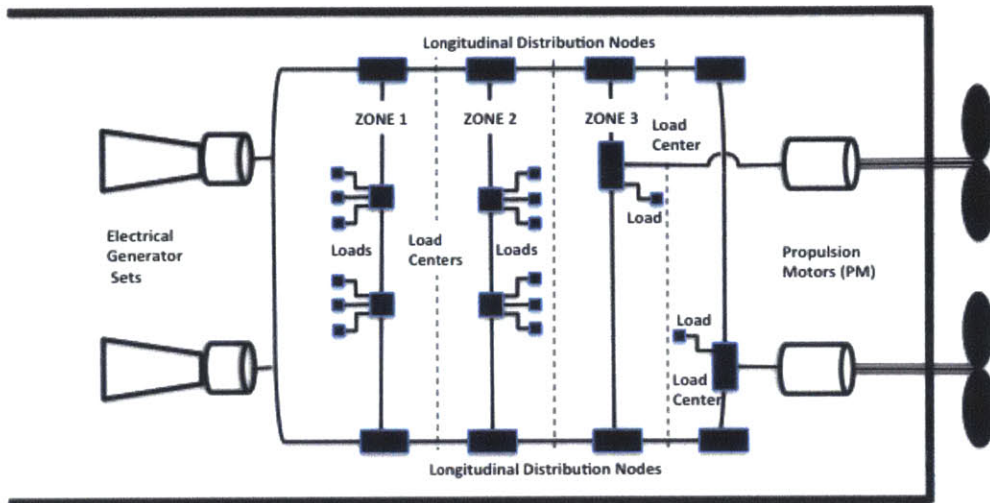 Longitudinal Distribution Nodes
ZONE 1
ZONE 2
ZONE 3
Load
Center
Load
Electrical
Generator
Sets
Loads
Load
Centers
Loads
Propulsion
Motors (PM)
Load
Load
Center
Longitudinal Distribution Nodes